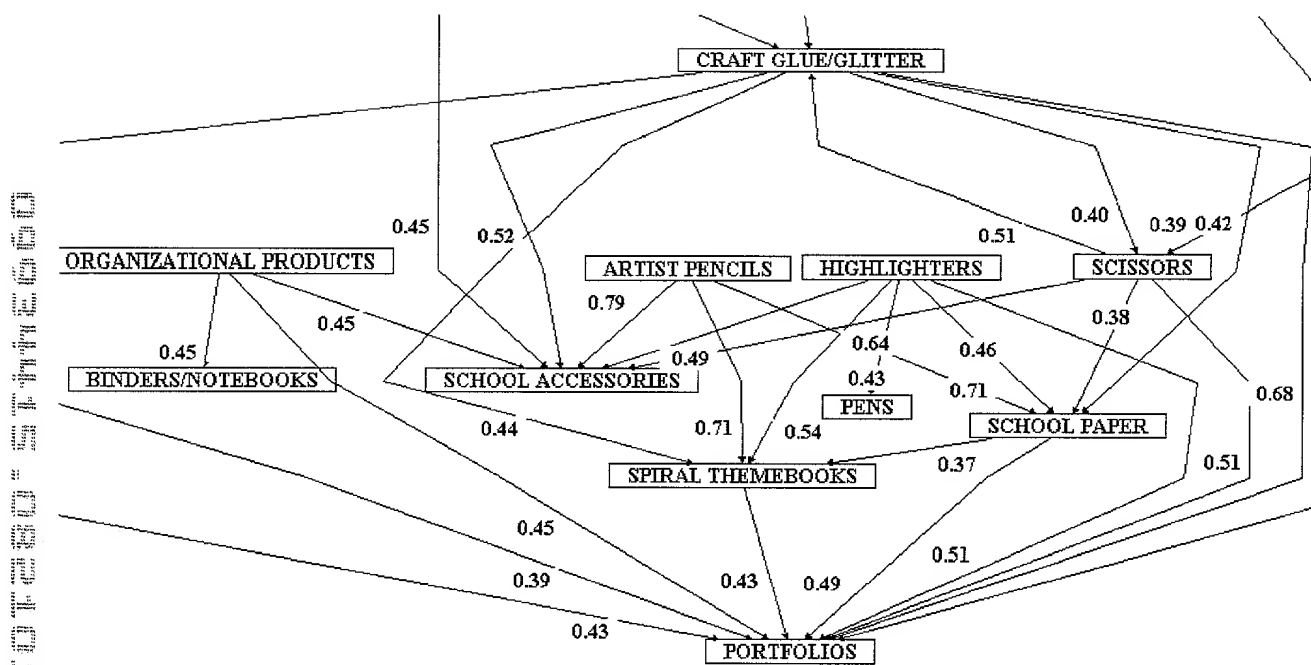 CRAFT GLUE/GLITTER
0.45
0.52
0.51
0.40
0.39
0.42
ORGANIZATIONAL PRODUCTS
ARTIST PENCILS
HIGHLIGHTERS
SCISSORS
0.79
0.45
0.45
0.49
0.64
0.46
0.38
BINDERS/NOTEBOOKS
SCHOOL ACCESSORIES
0.43
0.71
0.68
PENS
SCHOOL PAPER
0.44
0.71
0.54
0.37
0.51
SPIRAL THEMEBOOKS
0.45
0.39
0.43
0.49
0.51
0.43
PORTFOLIOS